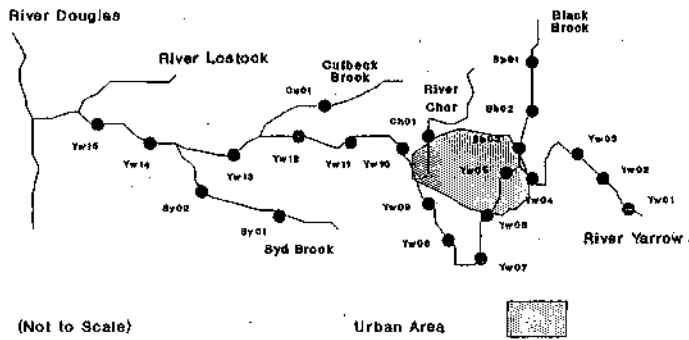 River Douglas
River Lostock
Culbeck
Brook
River
Chor
Black
Brook
Cu01
Ch01
Bb01
Bb02
Bb03
Yw15
Yw14
Yw13
Yw12
Yw11
Yw10
Yw05
Yw03
Yw02
Yw04
Yw01
Yw09
Yw06
Yw08
Yw07
River Yarrow
Sy02
Sy01
Syd Brook
(Not to Scale)
Urban Area